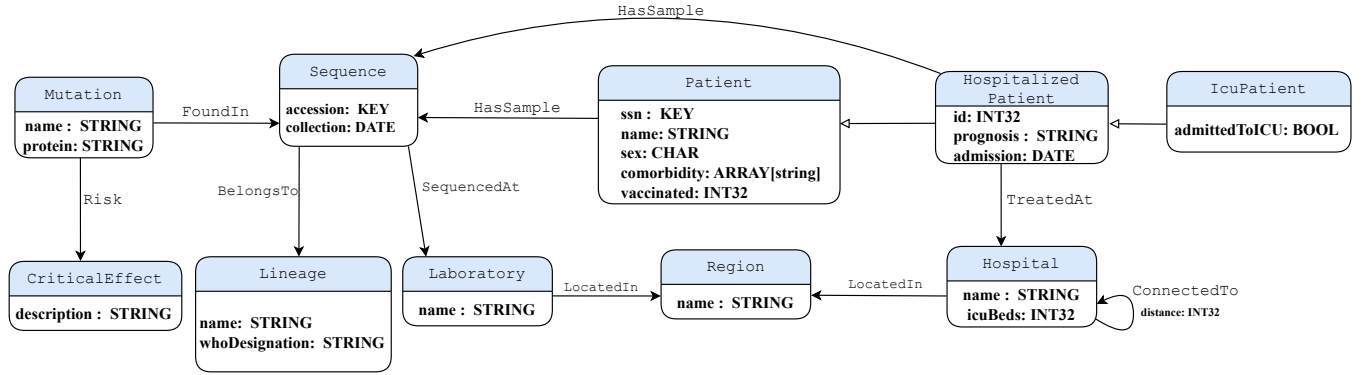 HasSample
Sequence
accession: KEY
collection: DATE
Mutation
name : STRING
protein: STRING
FoundIn
HasSample
Patient
ssn : KEY
name: STRING
sex: CHAR
comorbidity: ARRAY[string]
vaccinated: INT32
Hospitalized
Patient
id: INT32
prognosis : STRING
admission: DATE
IcuPatient
admittedToICU: BOOL
Risk
BelongsTo
SequencedAt
TreatedAt
CriticalEffect
description : STRING
Lineage
name: STRING
whoDesignation: STRING
Laboratory
name : STRING
LocatedIn
Region
name : STRING
LocatedIn
Hospital
name : STRING
icuBeds: INT32
ConnectedTo
distance: INT32